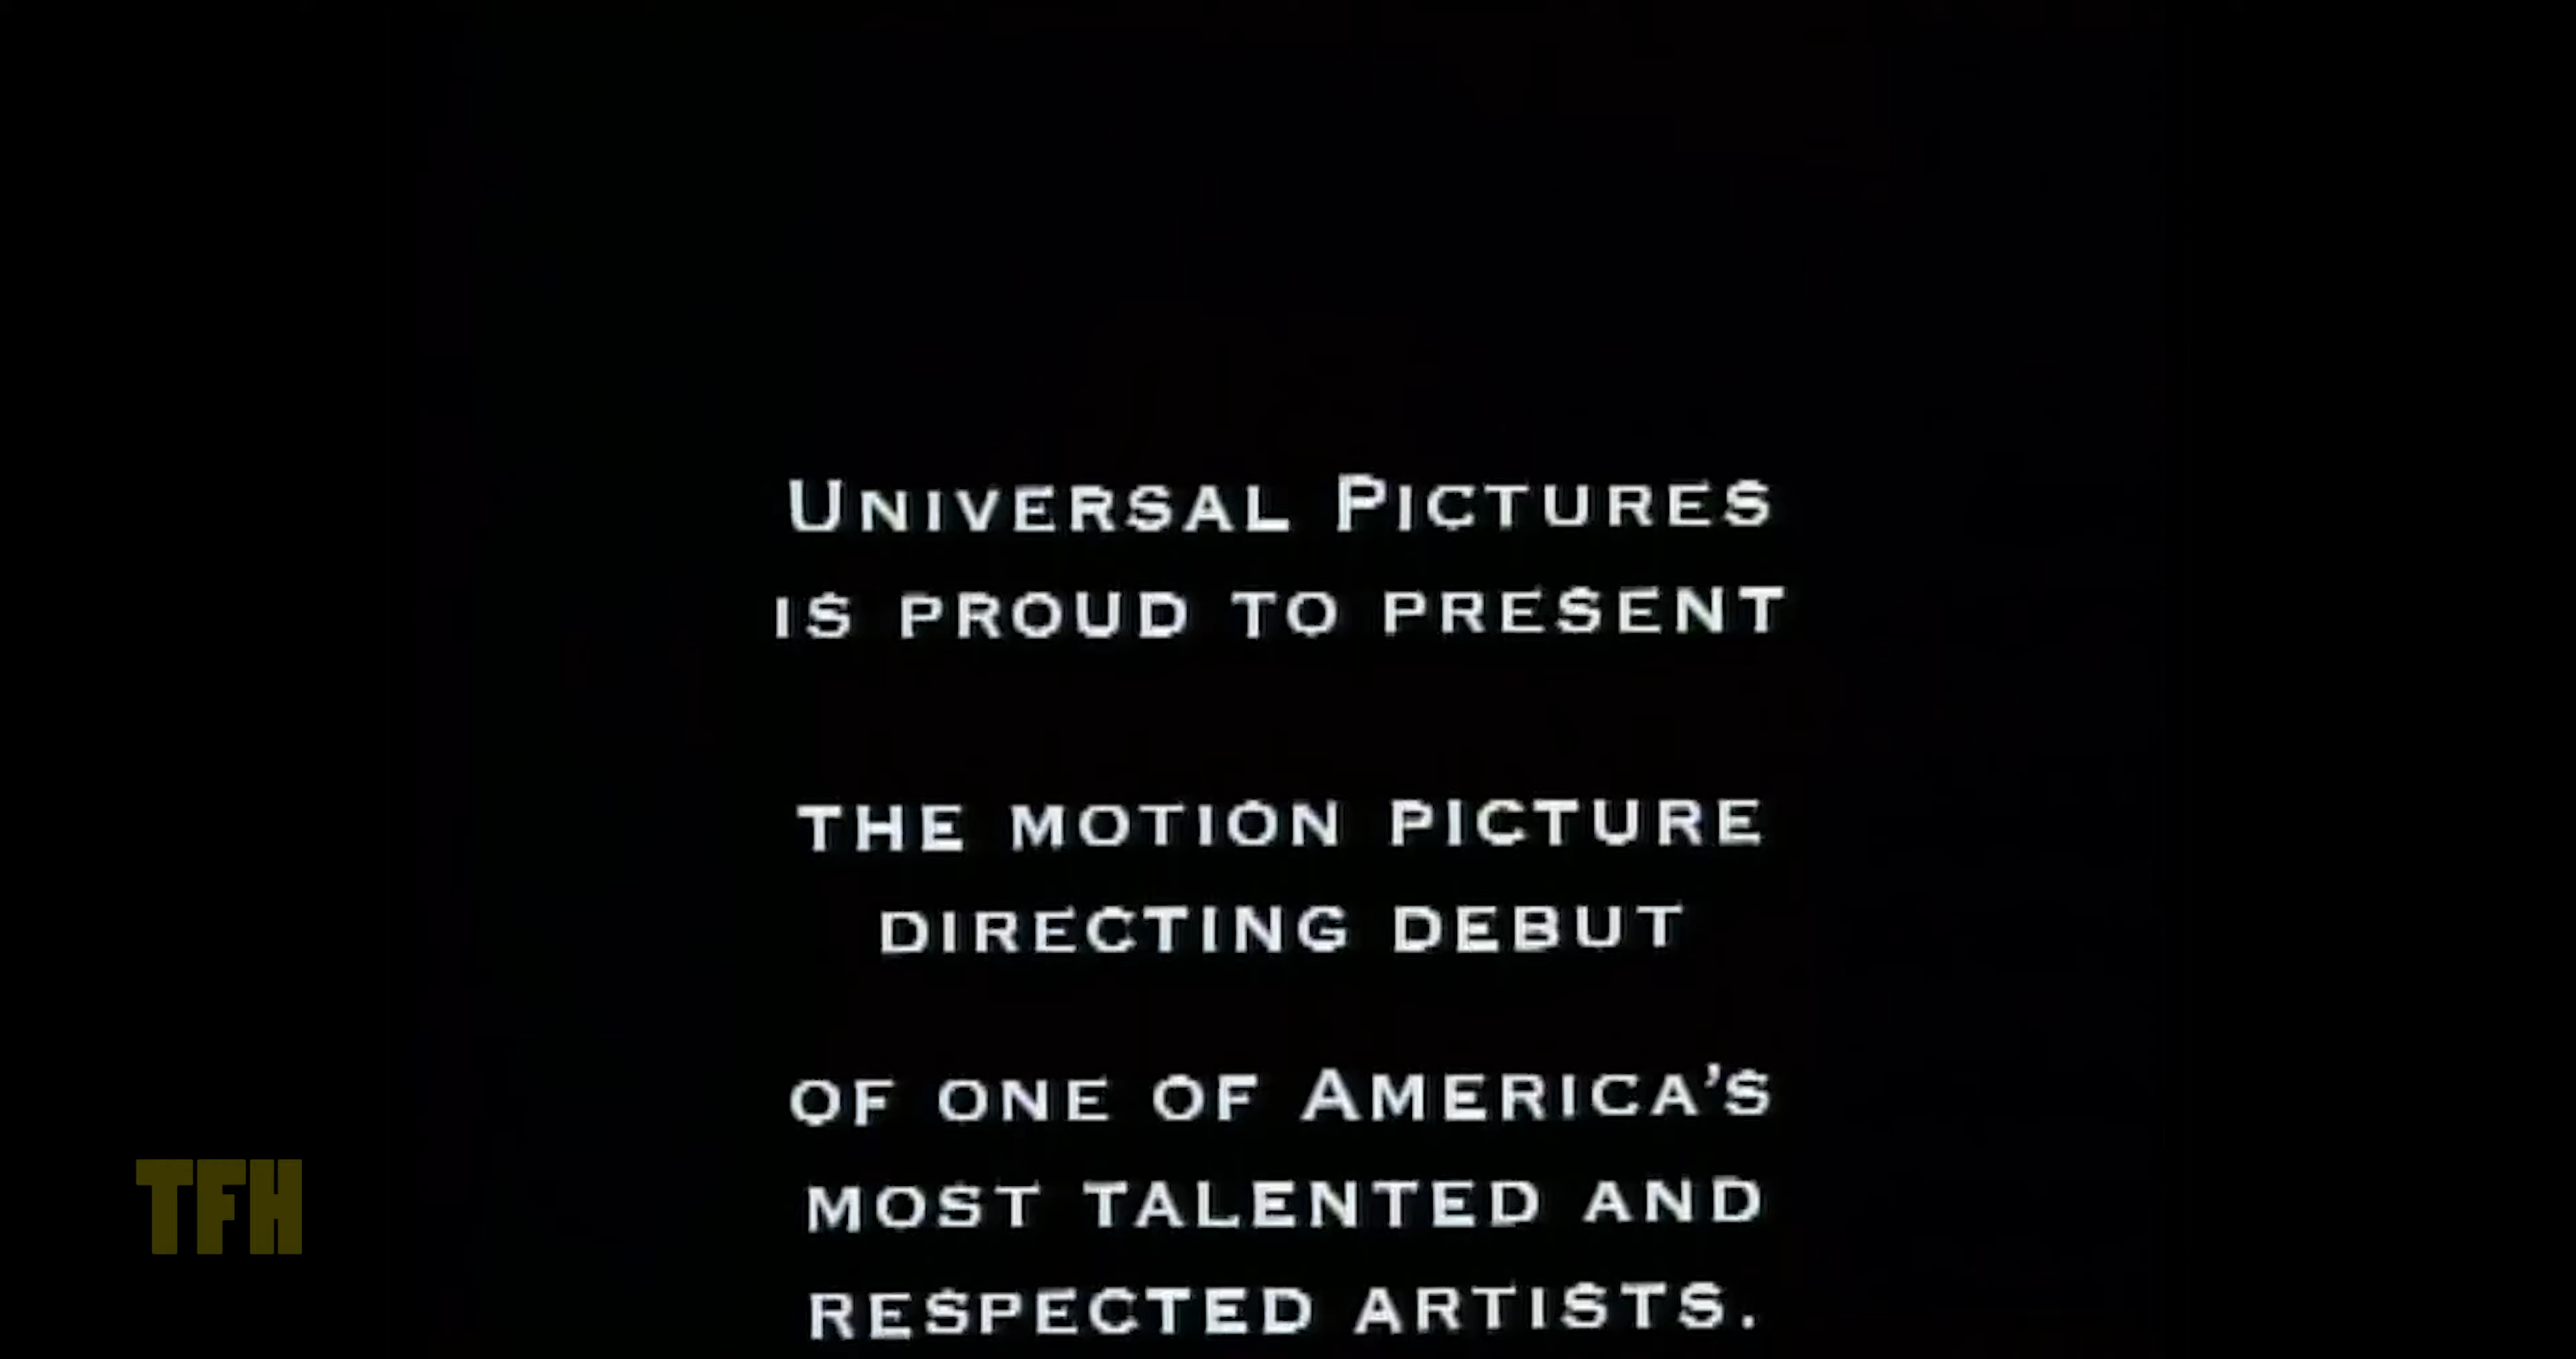 Universal Pictures
is proud to present
the motion picture
directing debut
of one of America's
most talented and
respected artists.
TFH